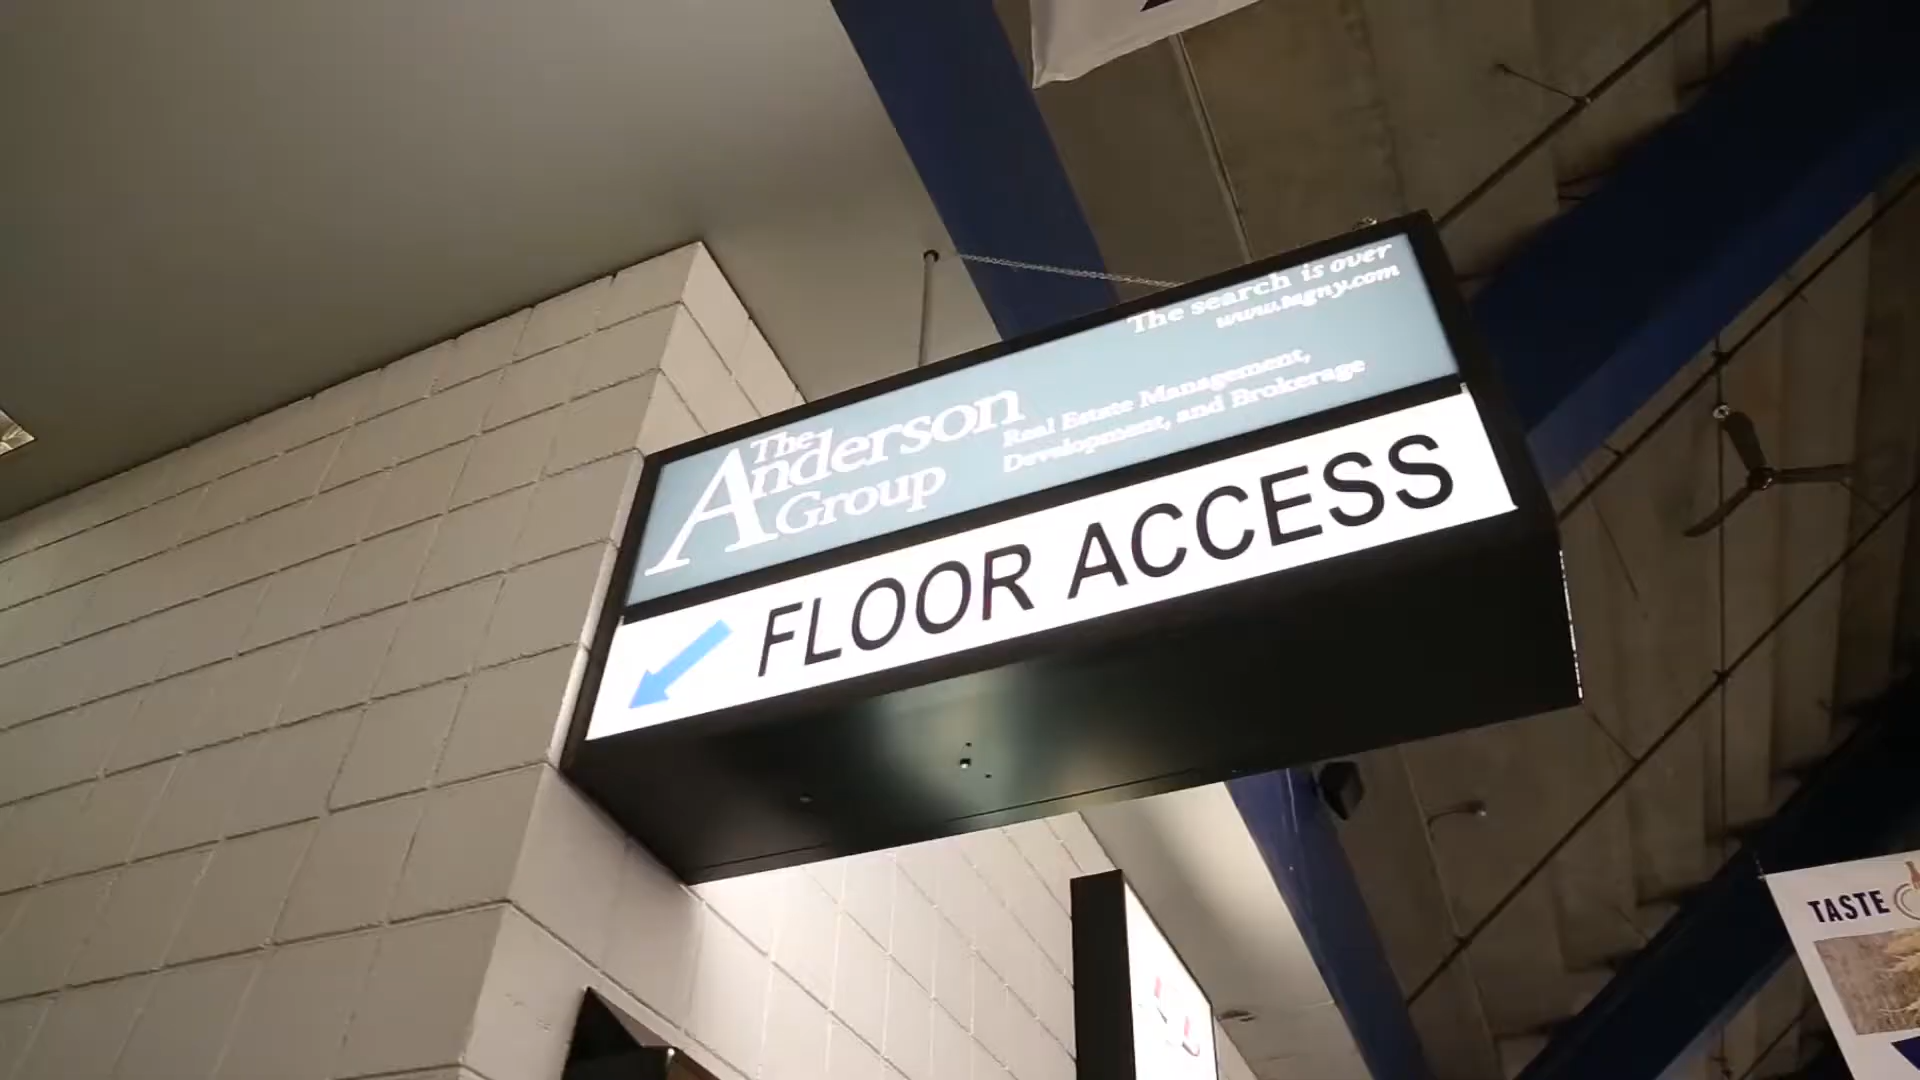 The search is over
www.tagny.com
The
Anderson
Group
Real Estate Management,
Development, and Brokerage
FLOOR ACCESS
TASTE